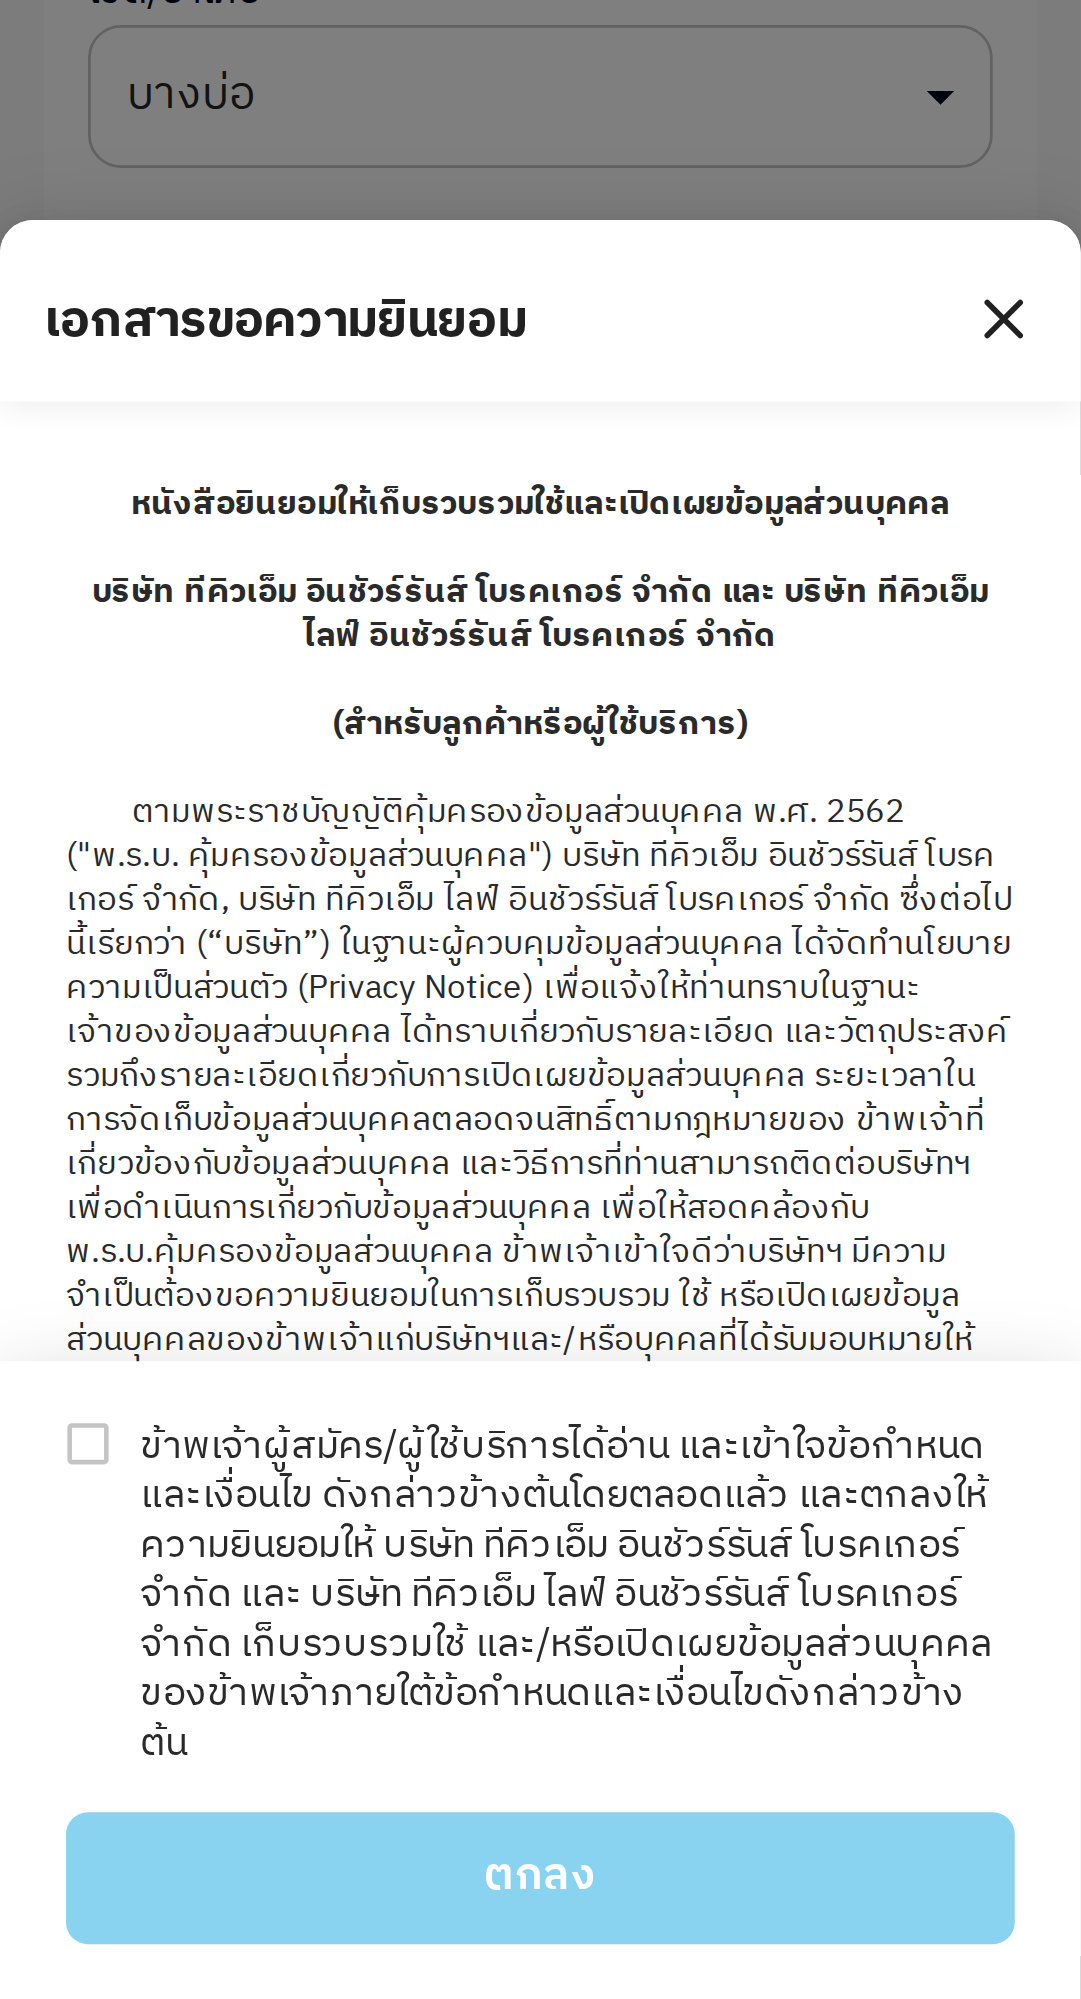 บางบ่อ
เอกสารขอความยินยอม
หนังสือยินยอมให้เก็บรวบรวมใช้และเปิดเผยข้อมูลส่วนบุคคล
บริษัท ทีคิวเอ็ม อินชัวร์รันส์ โบรคเกอร์ จำกัด และ บริษัท ทีคิวเอ็ม
ไลฟ์ อินชัวร์รันส์ โบรคเกอร์ จำกัด
(สำหรับลูกค้าหรือผู้ใช้บริการ)
ตามพระราชบัญญัติคุ้มครองข้อมูลส่วนบุคคล พ.ศ. 2562
("พ.ร.บ. คุ้มครองข้อมูลส่วนบุคคล") บริษัท ทีคิวเอ็ม อินชัวร์รันส์ โบรค
เกอร์ จำกัด, บริษัท ทีคิวเอ็ม ไลฟ์ อินชัวร์รันส์ โบรคเกอร์ จำกัด ซึ่งต่อไป
นี้เรียกว่า (“บริษัท”) ในฐานะผู้ควบคุมข้อมูลส่วนบุคคล ได้จัดทำนโยบาย
ความเป็นส่วนตัว (Privacy Notice) เพื่อแจ้งให้ท่านทราบในฐานะ
เจ้าของข้อมูลส่วนบุคคล ได้ทราบเกี่ยวกับรายละเอียด และวัตถุประสงค์
รวมถึงรายละเอียดเกี่ยวกับการเปิดเผยข้อมูลส่วนบุคคล ระยะเวลาใน
การจัดเก็บข้อมูลส่วนบุคคลตลอดจนสิทธิ์ตามกฎหมายของ ข้าพเจ้าที่
เกี่ยวข้องกับข้อมูลส่วนบุคคล และวิธีการที่ท่านสามารถติดต่อบริษัทฯ
เพื่อดำเนินการเกี่ยวกับข้อมูลส่วนบุคคล เพื่อให้สอดคล้องกับ
พ.ร.บ.คุ้มครองข้อมูลส่วนบุคคล ข้าพเจ้าเข้าใจดีว่าบริษัทฯ มีความ
จำเป็นต้องขอความยินยอมในการเก็บรวบรวม ใช้ หรือเปิดเผยข้อมูล
ส่วนบุคคลของข้าพเจ้าแก่บริษัทฯและ/หรือบุคคลที่ได้รับมอบหมายให้
ข้าพเจ้าผู้สมัคร/ผู้ใช้บริการได้อ่าน และเข้าใจข้อกำหนด
และเงื่อนไข ดังกล่าวข้างต้นโดยตลอดแล้ว และตกลงให้
ความยินยอมให้ บริษัท ทีคิวเอ็ม อินชัวร์รันส์ โบรคเกอร์
จำกัด และ บริษัท ทีคิวเอ็ม ไลฟ์ อินชัวร์รันส์ โบรคเกอร์
จำกัด เก็บรวบรวมใช้ และ/หรือเปิดเผยข้อมูลส่วนบุคคล
ของข้าพเจ้าภายใต้ข้อกำหนดและเงื่อนไขดังกล่าวข้าง
ต้น
ตกลง